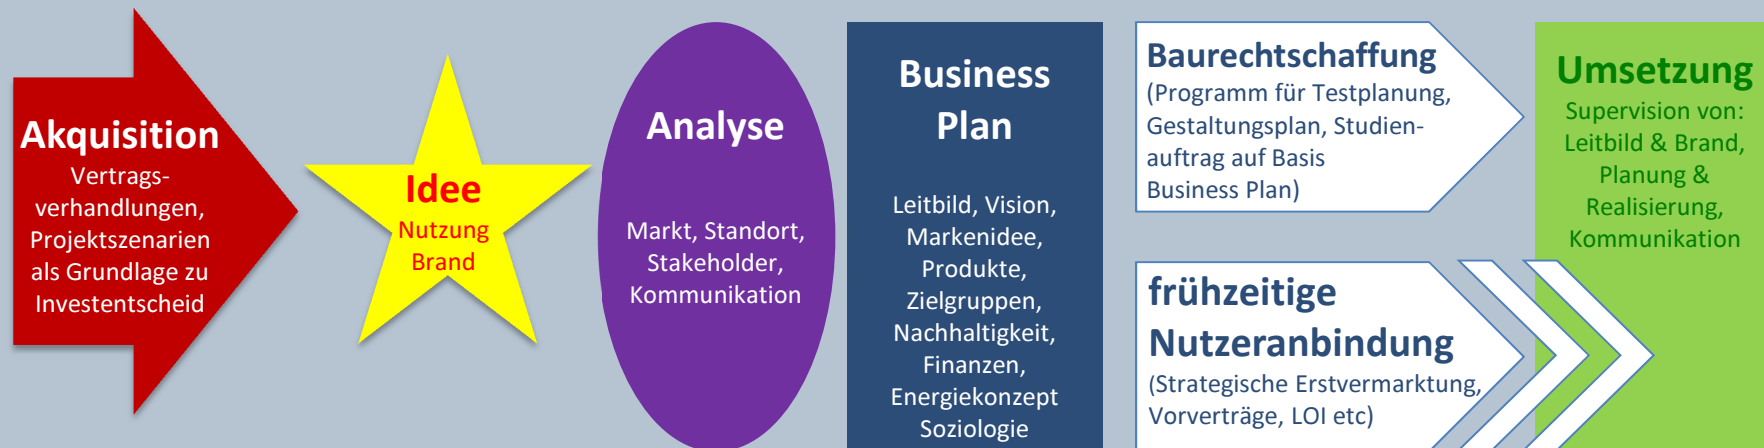 Akquisition
Vertrags-
verhandlungen,
Projektszenarien
als Grundlage zu
Investentscheid
Idee
Nutzung
Brand
Analyse
Markt, Standort,
Stakeholder,
Kommunikation
Business
Plan
Leitbild, Vision,
Markenidee,
Produkte,
Zielgruppen,
Nachhaltigkeit,
Finanzen,
Energiekonzept
Soziologie
Baurechtschaffung
(Programm für Testplanung,
Gestaltungsplan, Studien-
auftrag auf Basis
Business Plan)
frühzeitige
Nutzeranbindung
(Strategische Erstvermarktung,
Vorverträge, LOI etc)
Umsetzung
Supervision von:
Leitbild & Brand,
Planung &
Realisierung,
Kommunikation